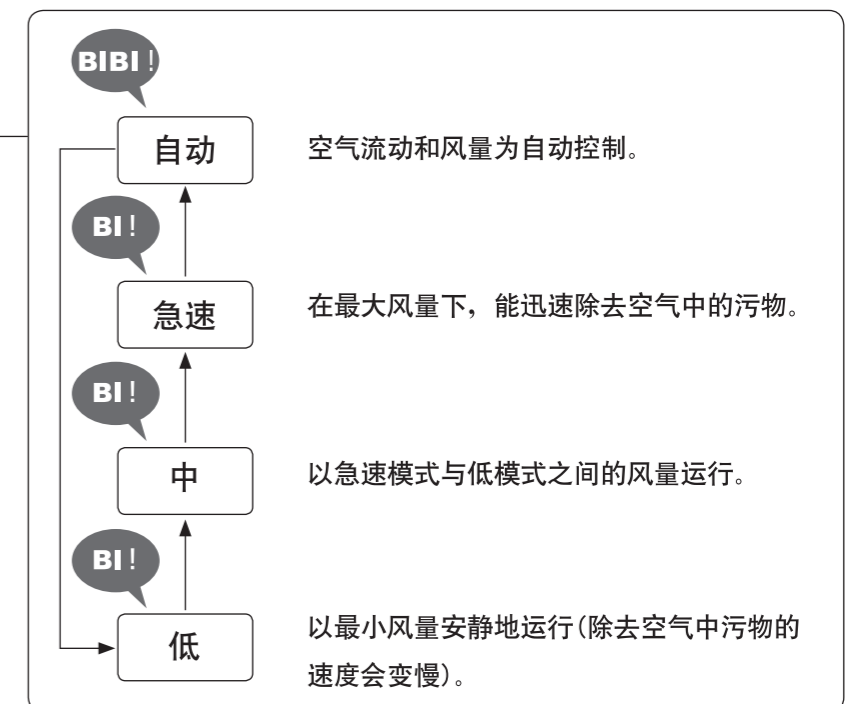 BIBI!
自动
空气流动和风量为自动控制。
BI!
急速
在最大风量下，能迅速除去空气中的污物。
BI!
中
以急速模式与低模式之间的风量运行。
BI!
低
以最小风量安静地运行(除去空气中污物的
速度会变慢)。